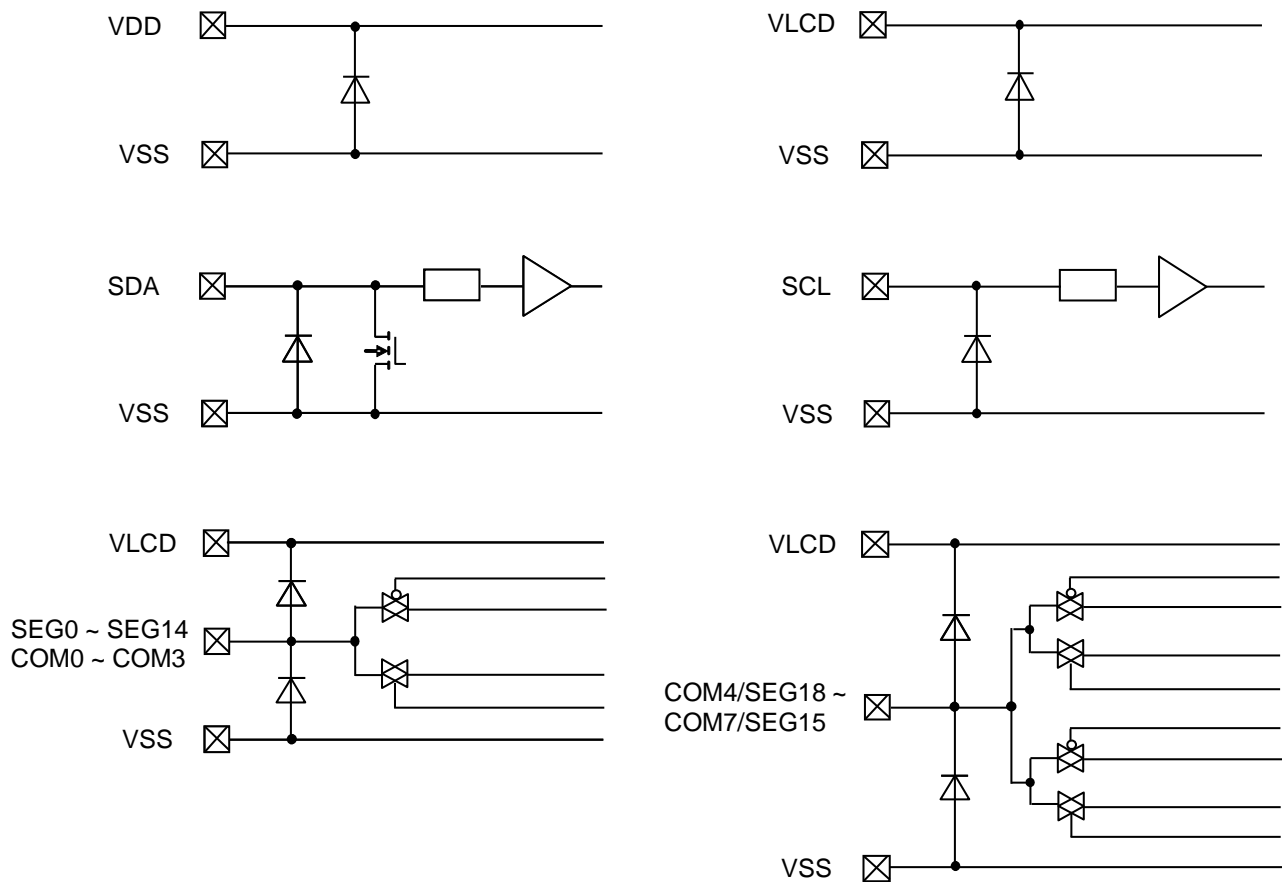 VDD
VSS
VLCD
VSS
SDA
VSS
SCL
VSS
VLCD
SEG0 ~ SEG14
COM0 ~ COM3
VSS
VLCD
COM4/SEG18 ~
COM7/SEG15
VSS